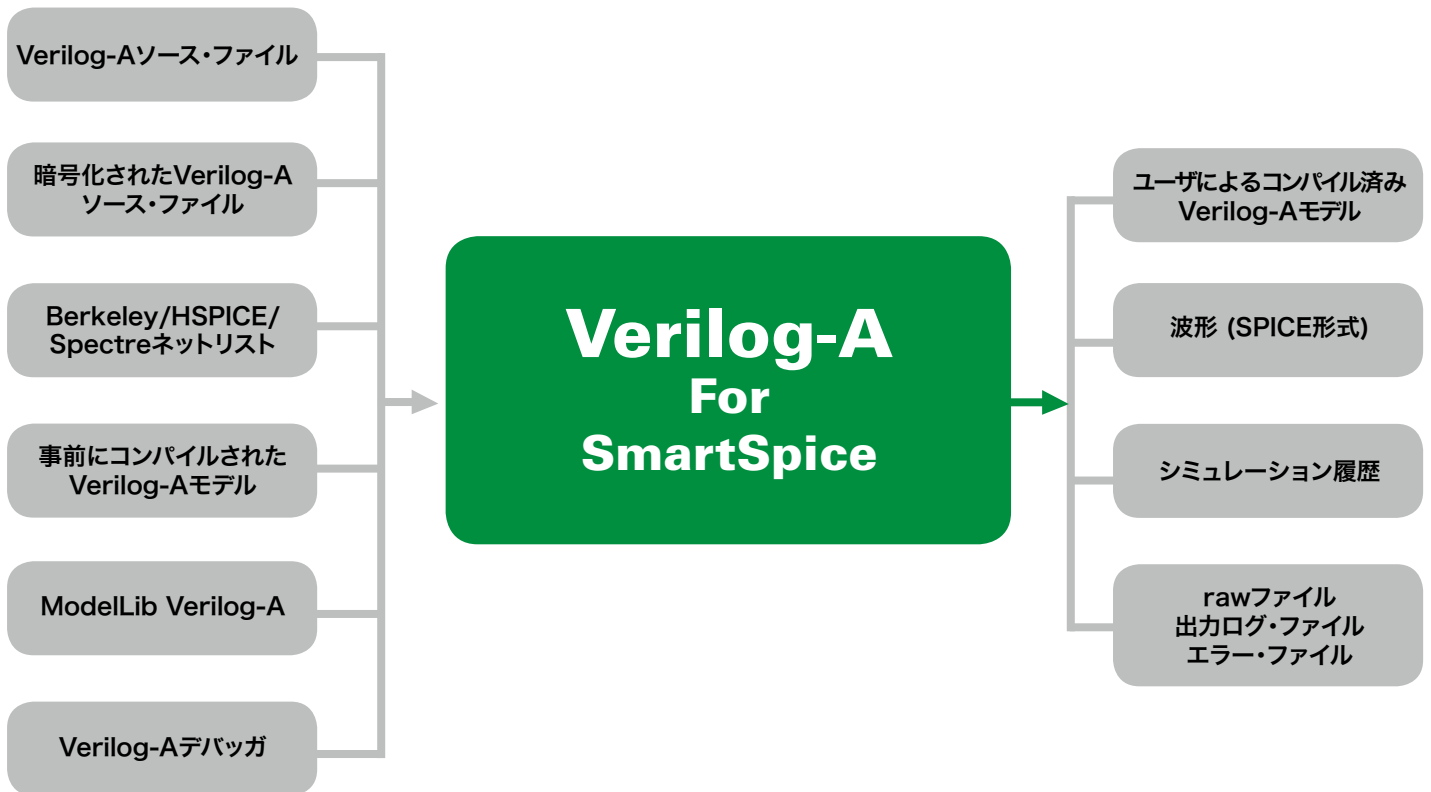 Verilog-Aソース・ファイル
暗号化されたVerilog-A
ソース・ファイル
Berkeley/HSPICE/
Spectreネットリスト
事前にコンパイルされた
Verilog-Aモデル
ModelLib Verilog-A
Verilog-Aデバッガ
Verilog-A
For
SmartSpice
ユーザによるコンパイル済み
Verilog-Aモデル
波形 (SPICE形式)
シミュレーション履歴
rawファイル
出力ログ・ファイル
エラー・ファイル